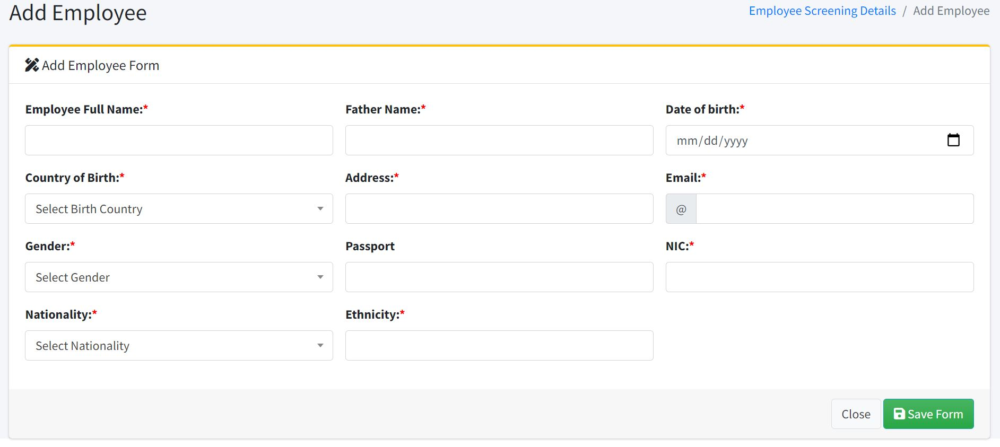 Add Employee
Employee Screening Details / Add Employee
Add Employee Form
Employee Full Name:* Father Name:* Date of birth:*
mm/dd/yyyy
Country of Birth:* Address:* Email:*
Select Birth Country @
Gender:* Passport NIC:*
Select Gender
Nationality:* Ethnicity:*
Select Nationality
Close Save Form